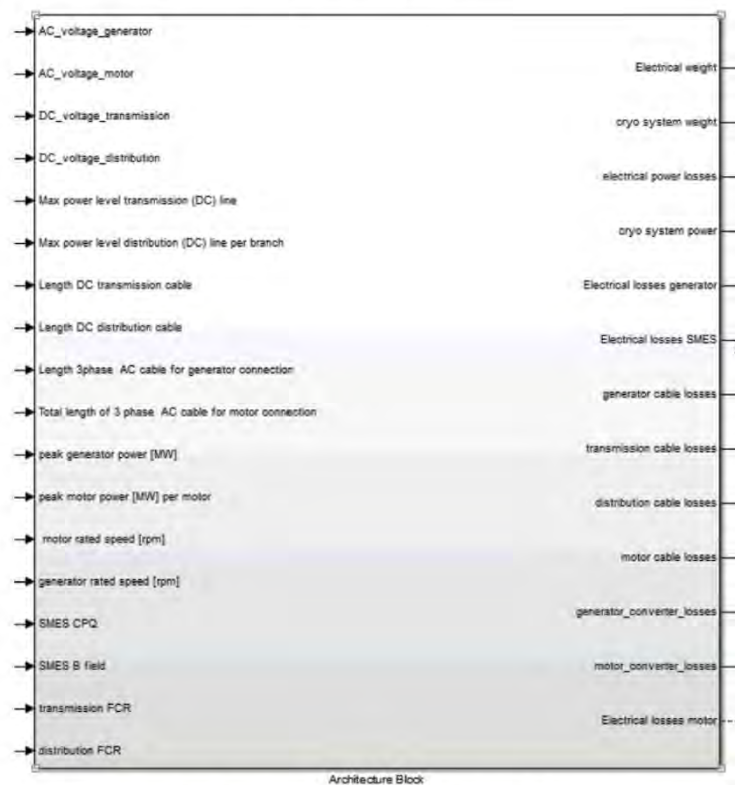 AC_voltage_generator
AC_voltage_motor
DC_voltage_transmission
DC_voltage_distribution
Max power level transmission (DC) line
Max power level distribution (DC) line per branch
Length DC transmission cable
Length DC distribution cable
Length 3phase AC cable for generator connection
Total length of 3 phase AC cable for motor connection
peak generator power [MW]
peak motor power [MW] per motor
motor rated speed [rpm]
generator rated speed [rpm]
SMES CPQ
SMES B field
transmission FCR
distribution FCR
Electrical weight
cryo system weight
electrical power losses
cryo system power
Electrical losses generator
Electrical losses SMES
generator cable losses
transmission cable losses
distribution cable losses
motor cable losses
generator_converter_losses
motor_converter_losses
Electrical losses motor
Architecture Block